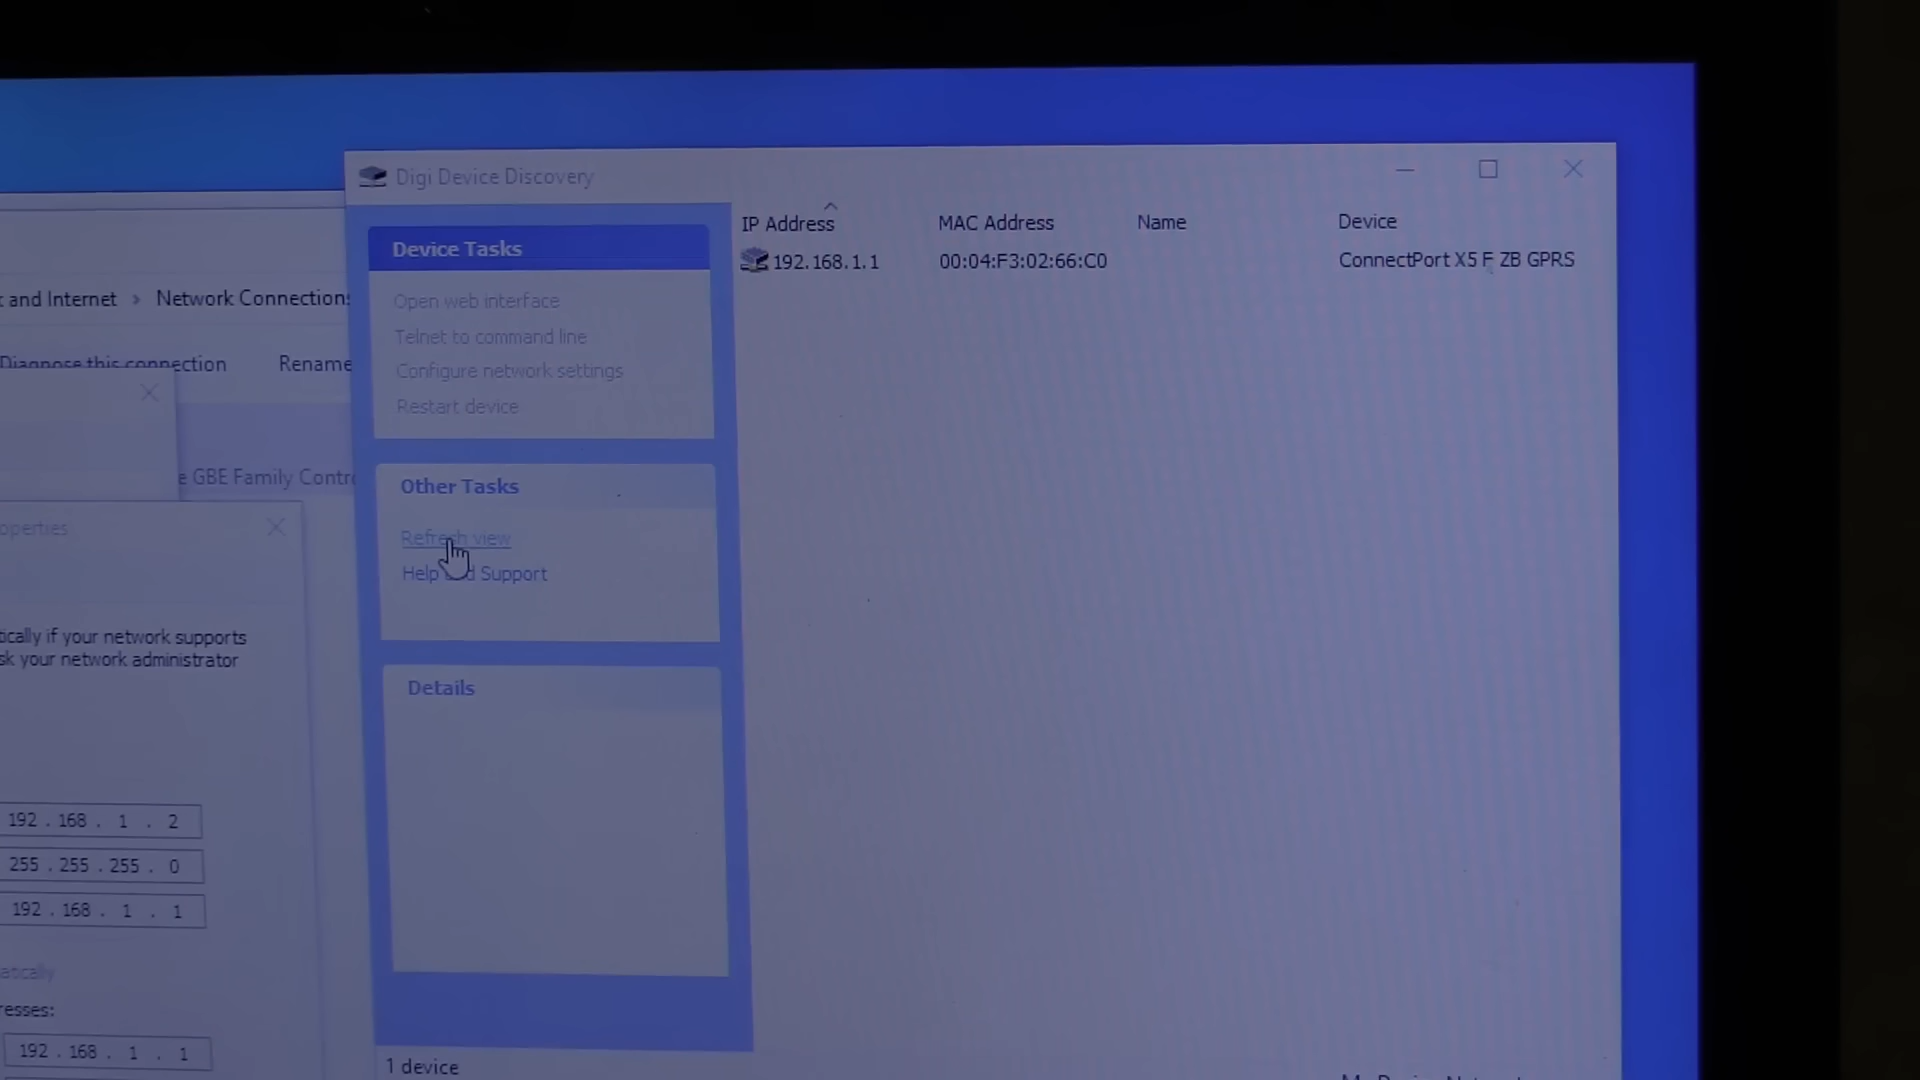 Digi Device Discovery
IP Address MAC Address Name Device
192.168.1.1 00:04:F3:02:66:C0 ConnectPort X5 F ZB GPRS
Device Tasks
Open web interface
Telnet to command line
Configure network settings
Restart device
Other Tasks
Refresh view
Help Support
Details
1 device
and Internet > Network Connections
Diagnose this connection Rename
GBE Family
192 . 168 . 1 . 2
255 . 255 . 255 . 0
192 . 168 . 1 . 1
192 . 168 . 1 . 1
if your network supports
your network administrator